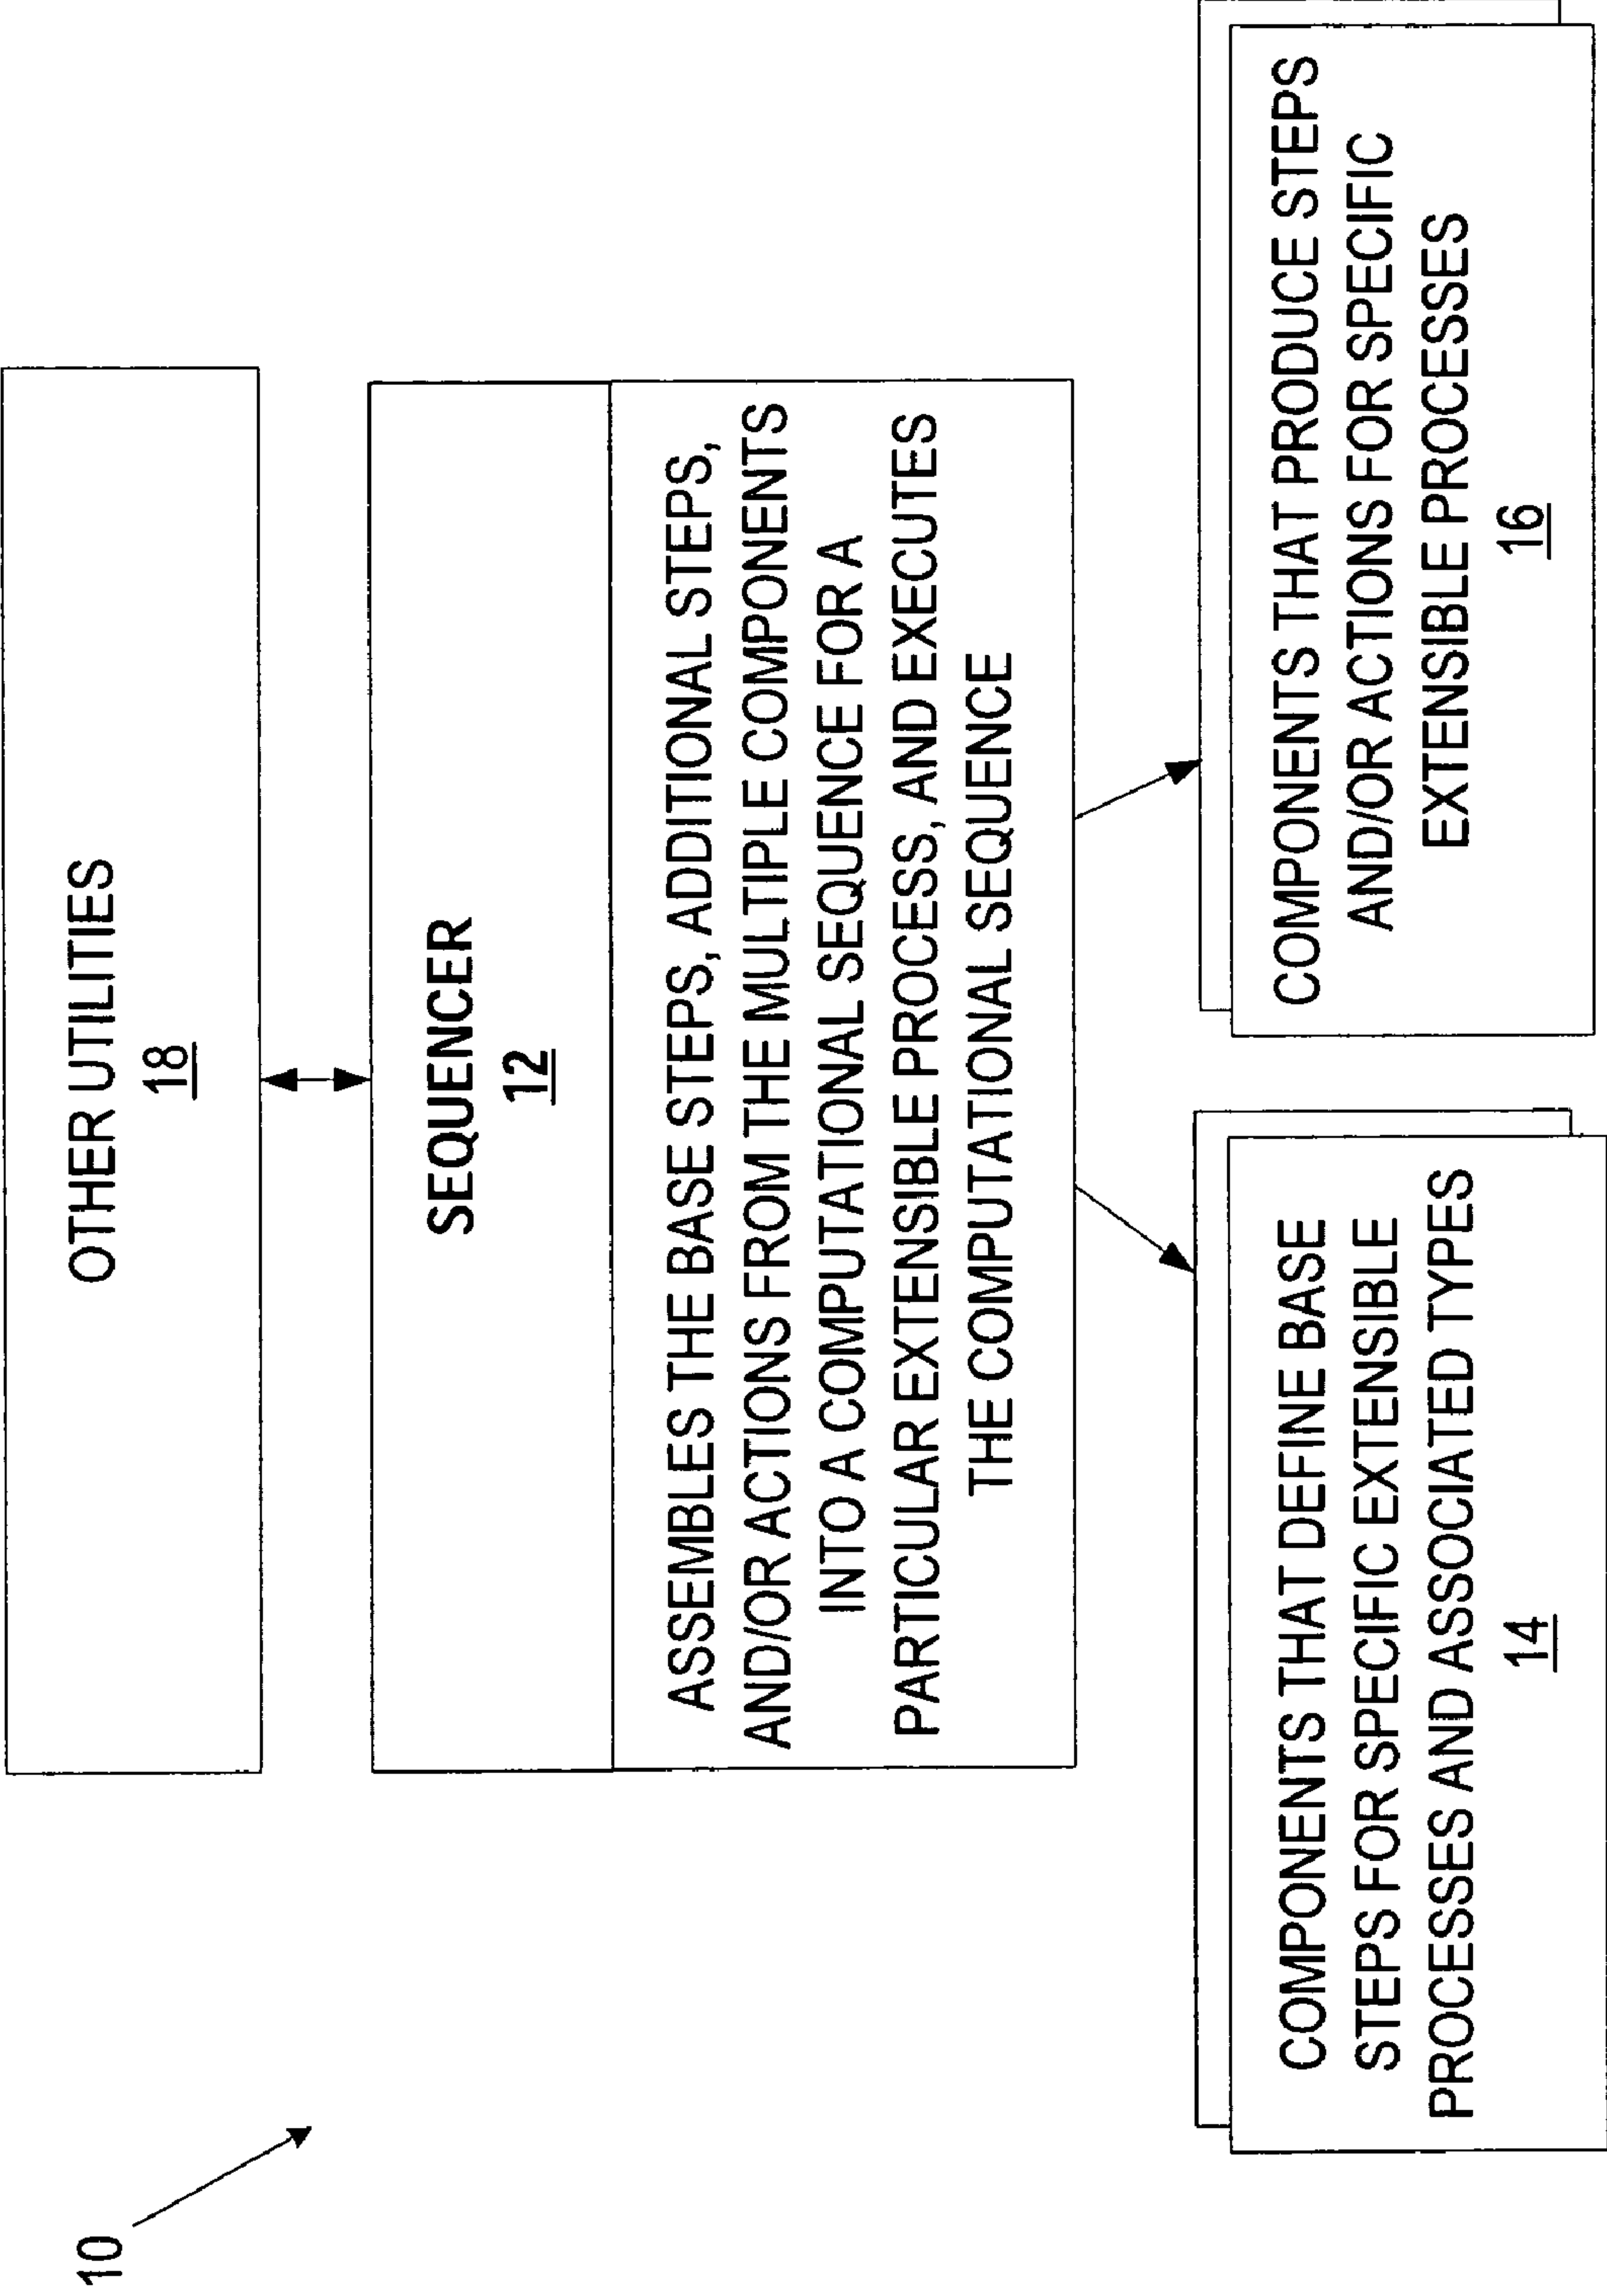 10
OTHER UTILITIES
18
SEQUENCER
12
ASSEMBLES THE BASE STEPS, ADDITIONAL STEPS,
AND/OR ACTIONS FROM THE MULTIPLE COMPONENTS
INTO A COMPUTATIONAL SEQUENCE FOR A
PARTICULAR EXTENSIBLE PROCESS, AND EXECUTES
THE COMPUTATIONAL SEQUENCE
COMPONENTS THAT DEFINE BASE
STEPS FOR SPECIFIC EXTENSIBLE
PROCESSES AND ASSOCIATED TYPES
14
COMPONENTS THAT PRODUCE STEPS
AND/OR ACTIONS FOR SPECIFIC
EXTENSIBLE PROCESSES
16